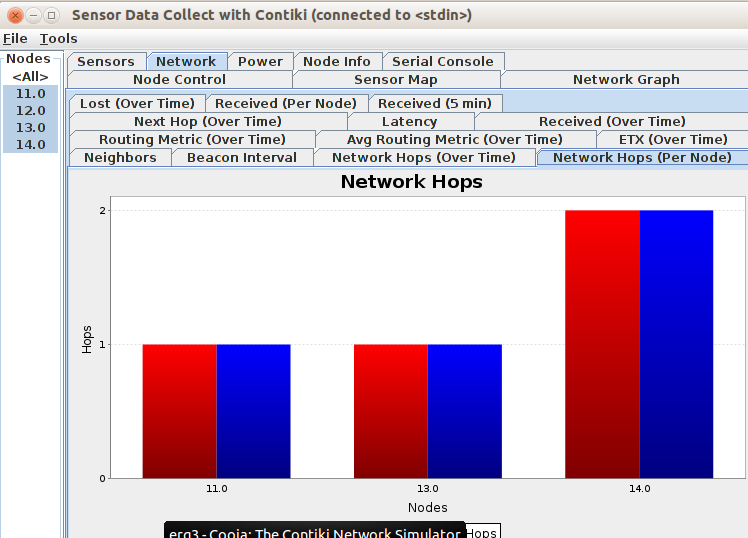 Sensor Data Collect with Contiki (connected to <stdin>)
File Tools
Nodes
<All>
11.0
12.0
13.0
14.0
Sensors Network Power Node Info Serial Console
Node Control Sensor Map Network Graph
Lost (Over Time) Received (Per Node) Received (5 min)
Next Hop (Over Time) Latency Received (Over Time)
Routing Metric (Over Time) Avg Routing Metric (Over Time) ETX (Over Time)
Neighbors Beacon Interval Network Hops (Over Time) Network Hops (Per Node)
Network Hops
2
1
0
Hops
11.0 13.0 14.0
Nodes
erg3 - Cooja: The Contiki Network Simulator
Hops